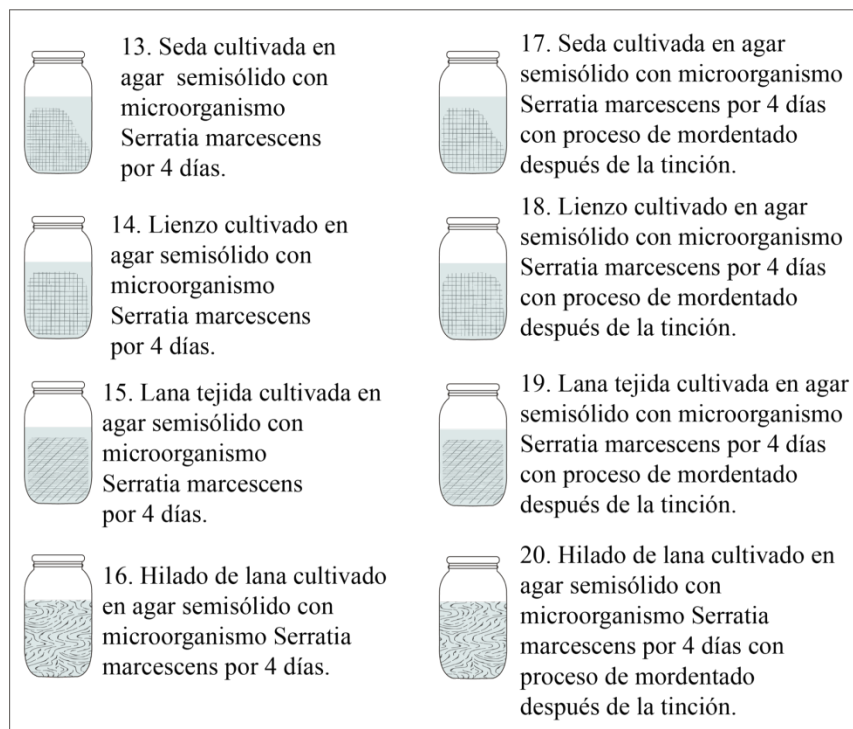 13. Seda cultivada en
agar semisólido con
microorganismo
Serratia marcescens
por 4 días.
14. Lienzo cultivado en
agar semisólido con
microorganismo
Serratia marcescens
por 4 días.
15. Lana tejida cultivada en
agar semisólido con
microorganismo
Serratia marcescens
por 4 días.
16. Hilado de lana cultivado
en agar semisólido con
microorganismo Serratia
marcescens por 4 días.
17. Seda cultivada en agar
semisólido con microorganismo
Serratia marcescens por 4 días
con proceso de mordentado
después de la tinción.
18. Lienzo cultivado en agar
semisólido con microorganismo
Serratia marcescens por 4 días
con proceso de mordentado
después de la tinción.
19. Lana tejida cultivada en agar
semisólido con microorganismo
Serratia marcescens por 4 días
con proceso de mordentado
después de la tinción.
20. Hilado de lana cultivado en
agar semisólido con
microorganismo Serratia
marcescens por 4 días con
proceso de mordentado
después de la tinción.